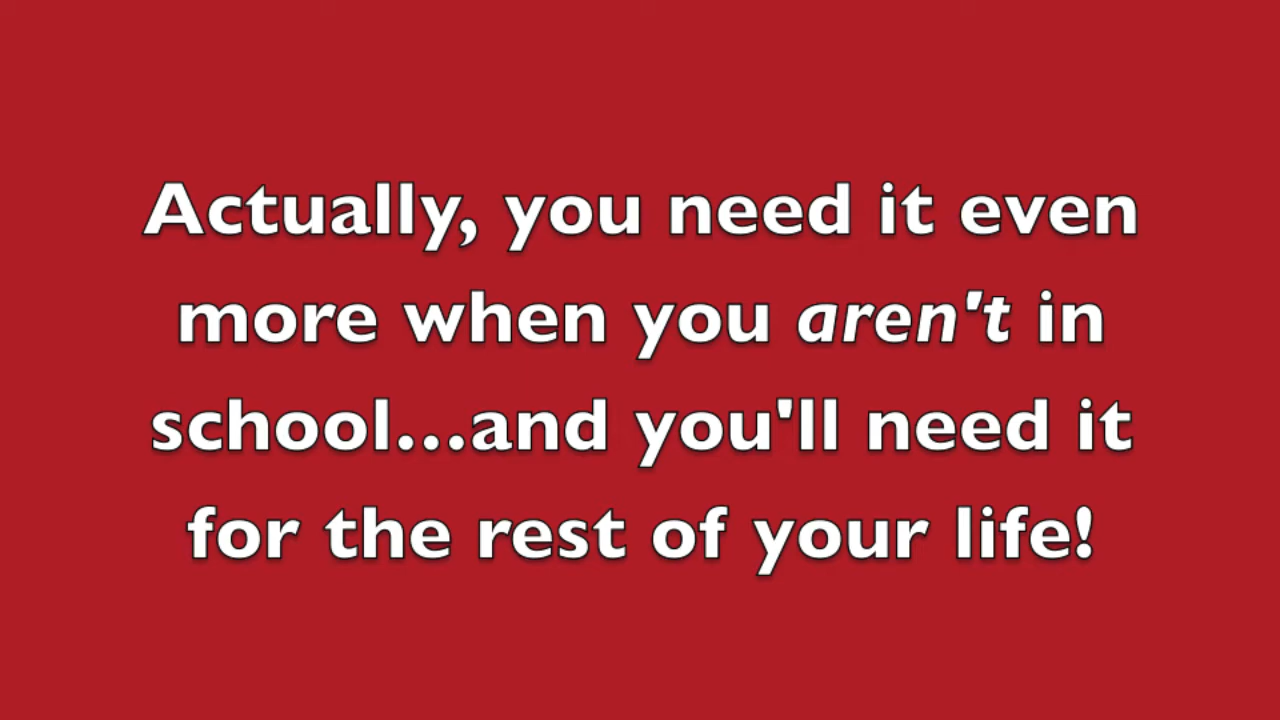 Actually, you need it even
more when you aren't in
school...and you'll need it
for the rest of your life!